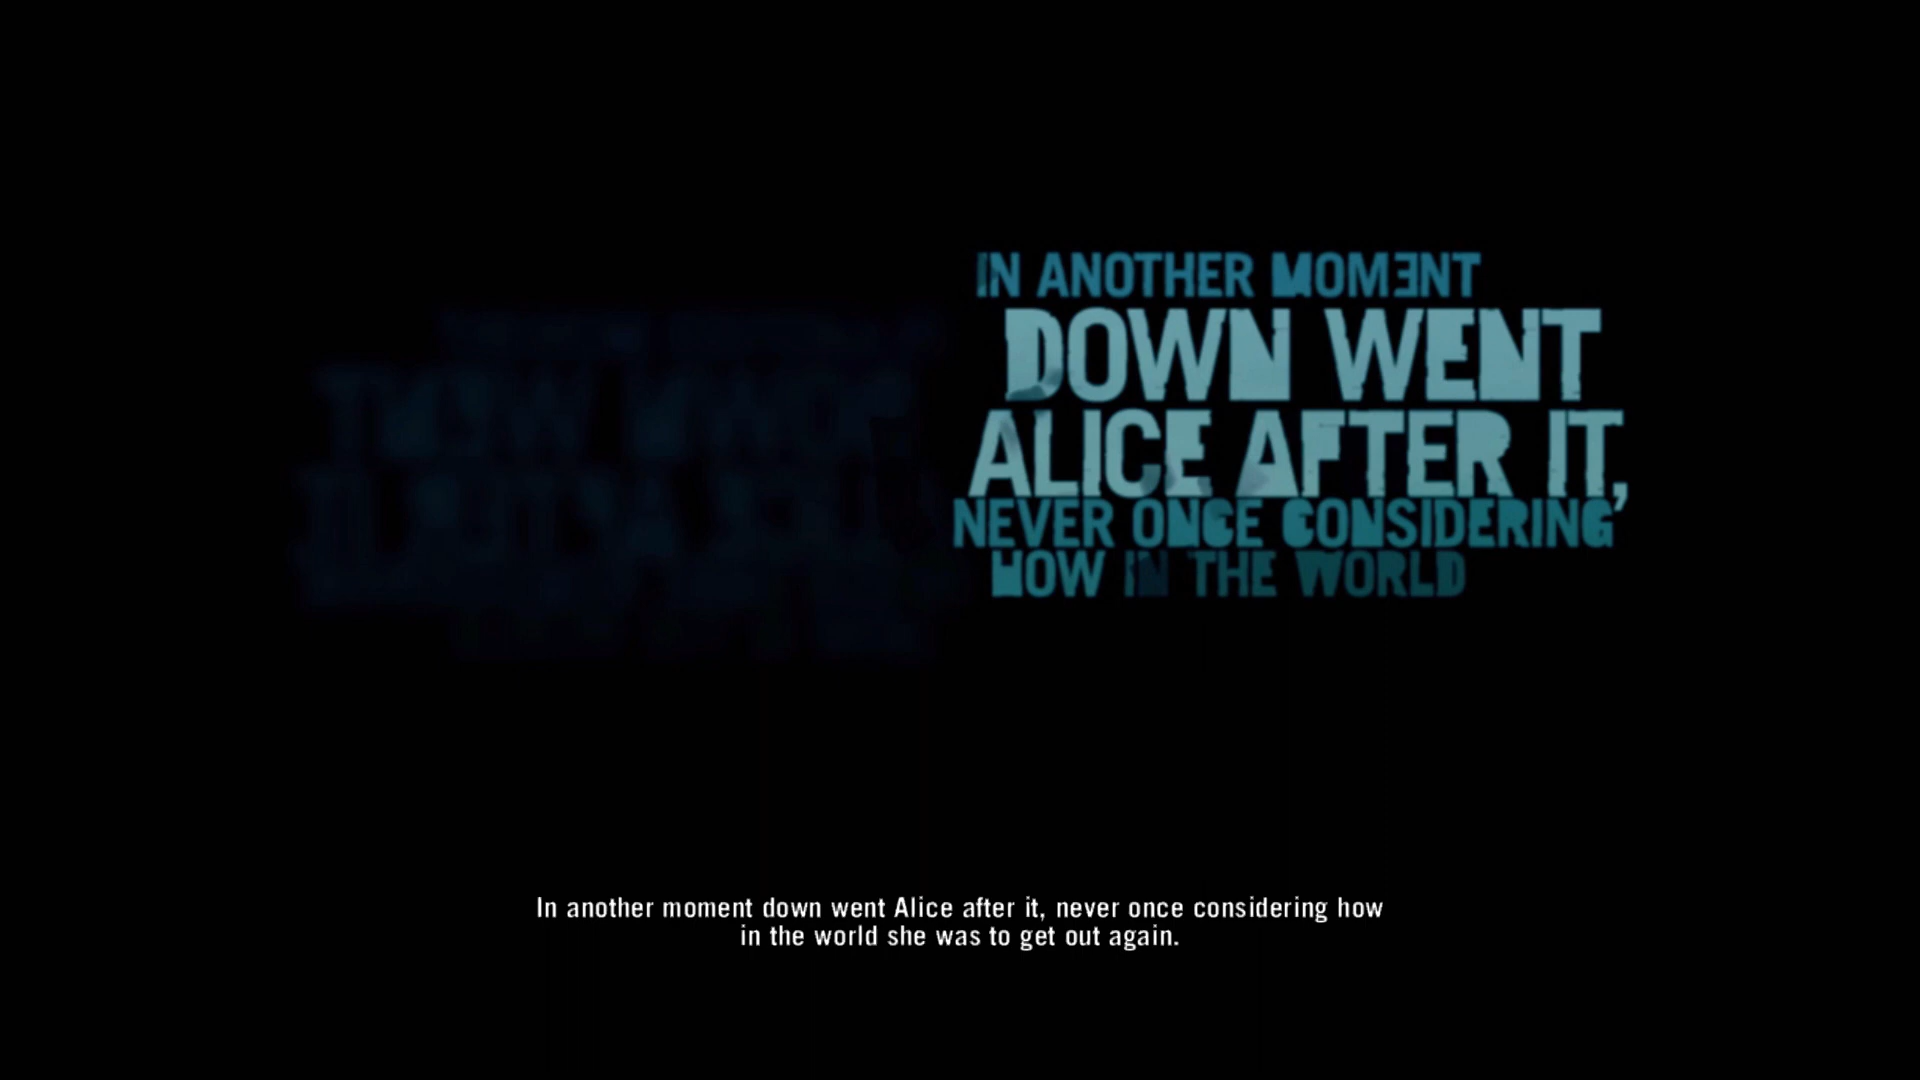 IN ANOTHER MOMENT
DOWN WENT
ALICE AFTER IT,
NEVER ONCE CONSIDERING
HOW IN THE WORLD
In another moment down went Alice after it, never once considering how
in the world she was to get out again.